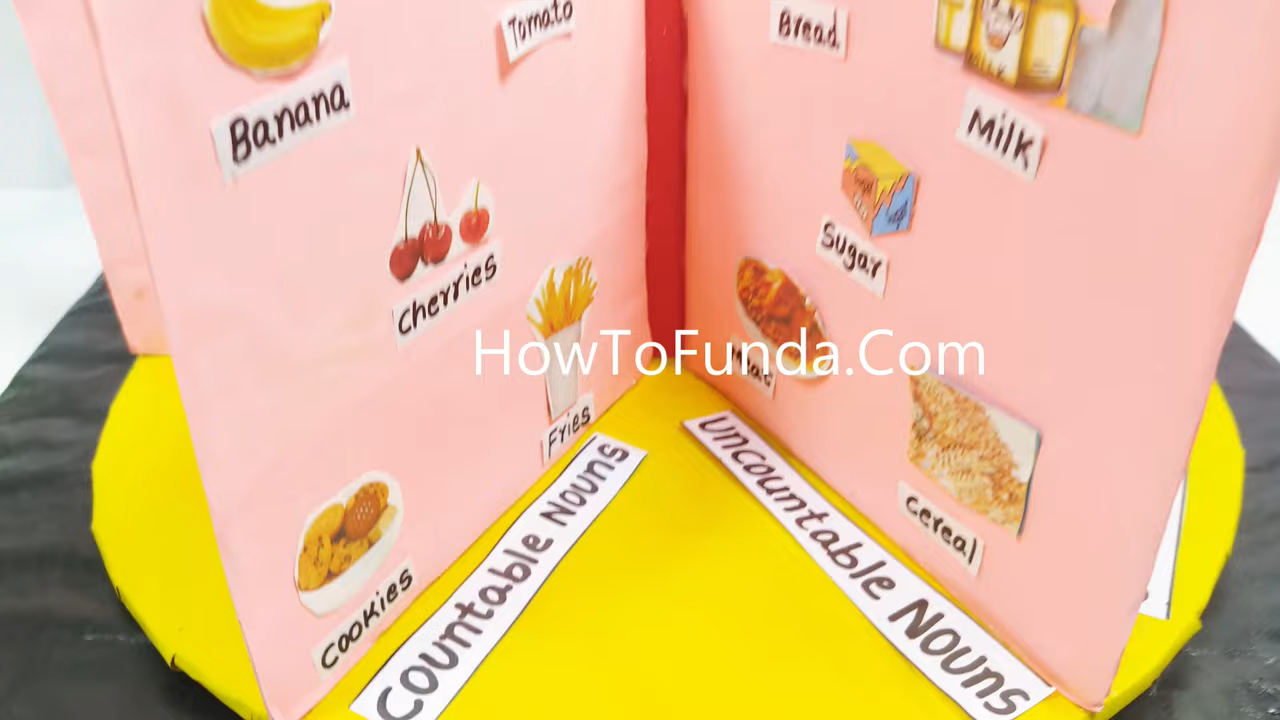 Banana
Tomato
Cherries
Fries
Cookies
Countable Nouns
Bread
Milk
Sugar
Cereal
Uncountable Nouns
HowToFunda.Com